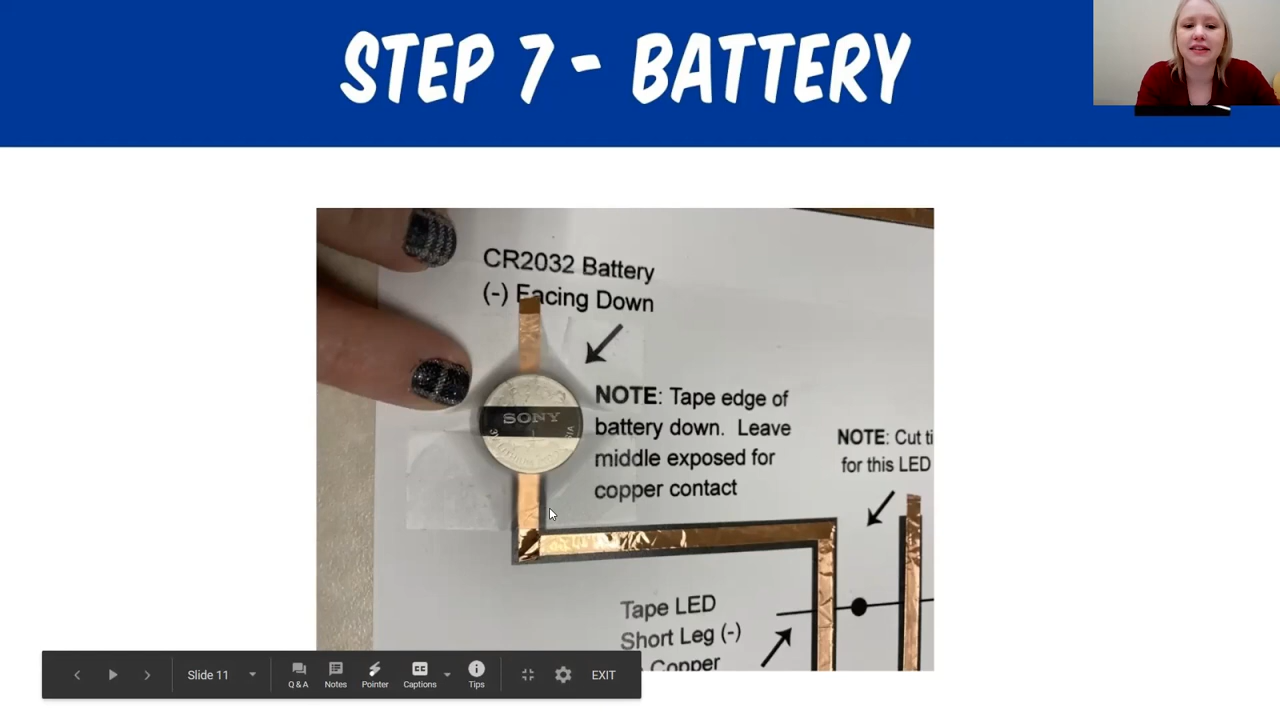 STEP 7 - BATTERY
CR2032 Battery
(-) Facing Down
SONY
NOTE: Tape edge of
battery down. Leave
middle exposed for
copper contact
NOTE: Cut ti
for this LED
Tape LED
Short Leg (-)
Copper
Slide 11
Q & A
Notes
Pointer
Captions
Tips
EXIT